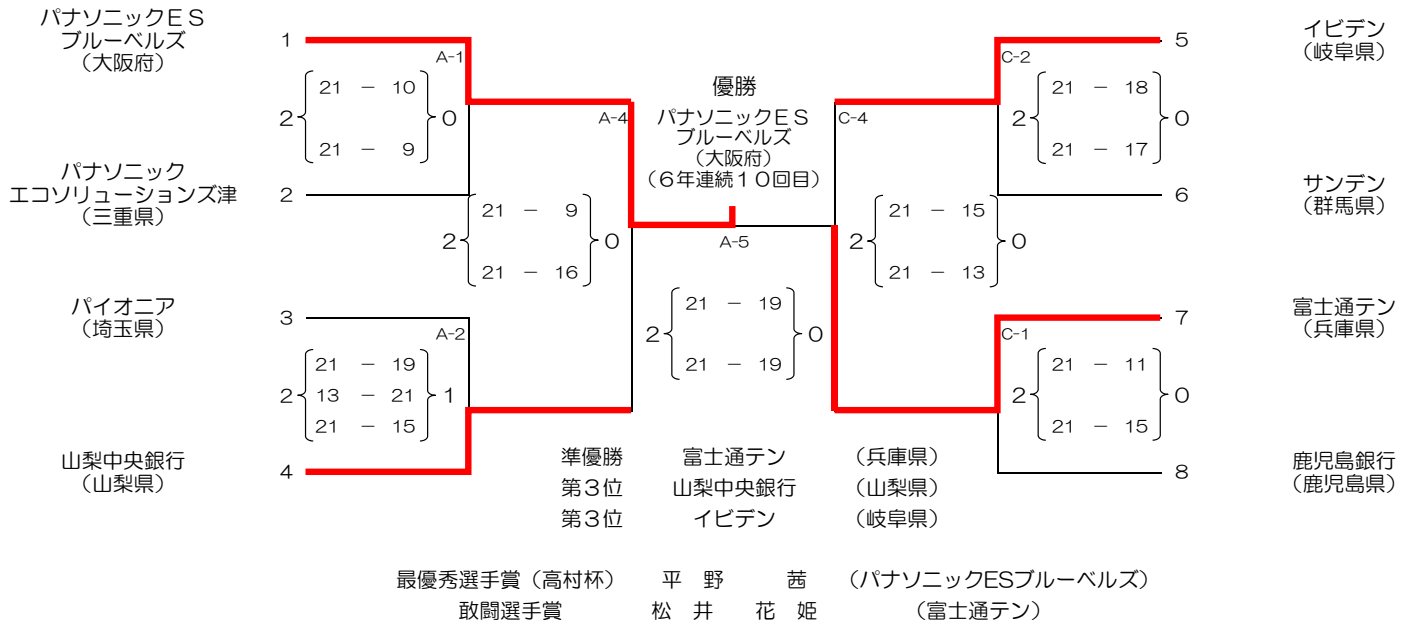 パナソニックＥＳ
ブルーベルズ
（大阪府）
1
A-1
2 21 － 10 0
21 － 9
パナソニック
エコソリューションズ津
（三重県）
2
A-4
2 21 － 9 0
21 － 16
パイオニア
（埼玉県）
3
A-2
21 － 19
2 13 － 21 1
21 － 15
山梨中央銀行
（山梨県）
4
優勝
パナソニックＥＳ
ブルーベルズ
（大阪府）
（６年連続１０回目）
A-5
2 21 － 19 0
21 － 19
イビデン
（岐阜県）
5
C-2
2 21 － 18 0
21 － 17
サンデン
（群馬県）
6
C-4
2 21 － 15 0
21 － 13
富士通テン
（兵庫県）
7
C-1
2 21 － 11 0
21 － 15
鹿児島銀行
（鹿児島県）
8
準優勝 富士通テン （兵庫県）
第３位 山梨中央銀行 （山梨県）
第３位 イビデン （岐阜県）
最優秀選手賞（高村杯） 平 野 茜 （パナソニックESブルーベルズ）
敢闘選手賞 松 井 花 姫 （富士通テン）